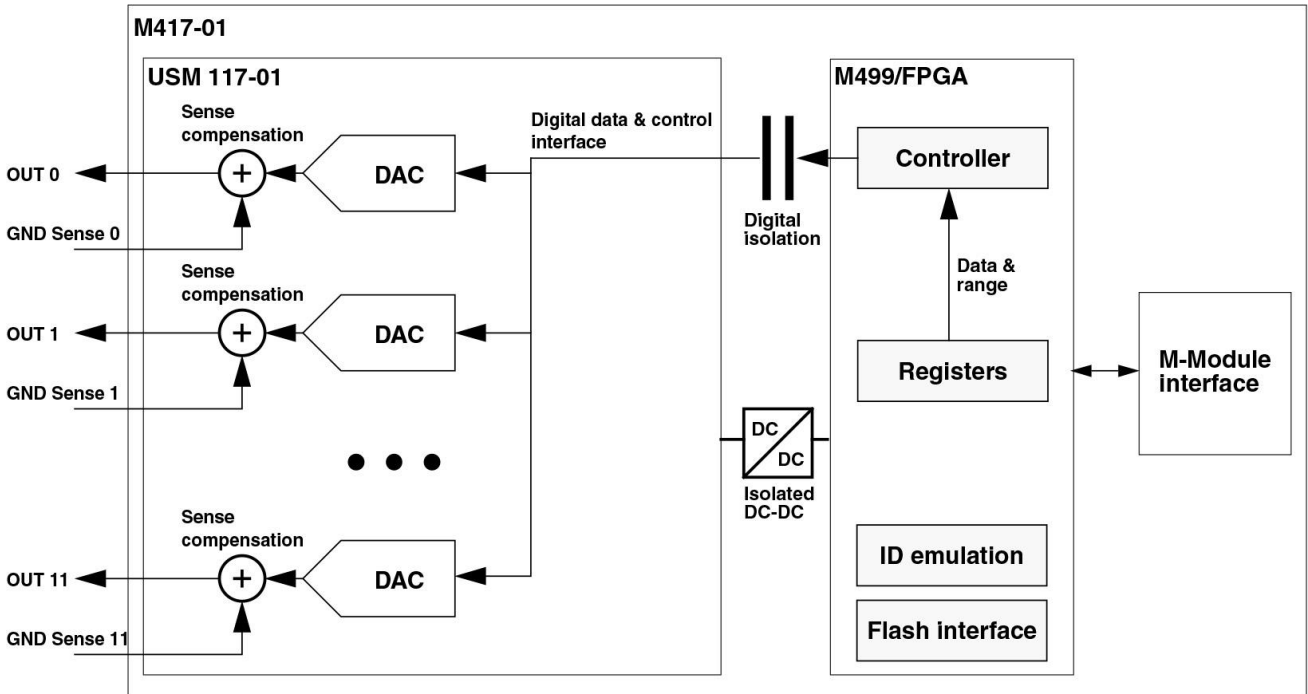 M417-01
USM 117-01
M499/FPGA
Sense
compensation
Digital data & control
interface
OUT 0
+
DAC
Controller
GND Sense 0
Digital
isolation
Sense
compensation
Data &
range
OUT 1
+
DAC
Registers
M-Module
interface
GND Sense 1
DC
DC
Isolated
DC-DC
Sense
compensation
ID emulation
OUT 11
+
DAC
Flash interface
GND Sense 11